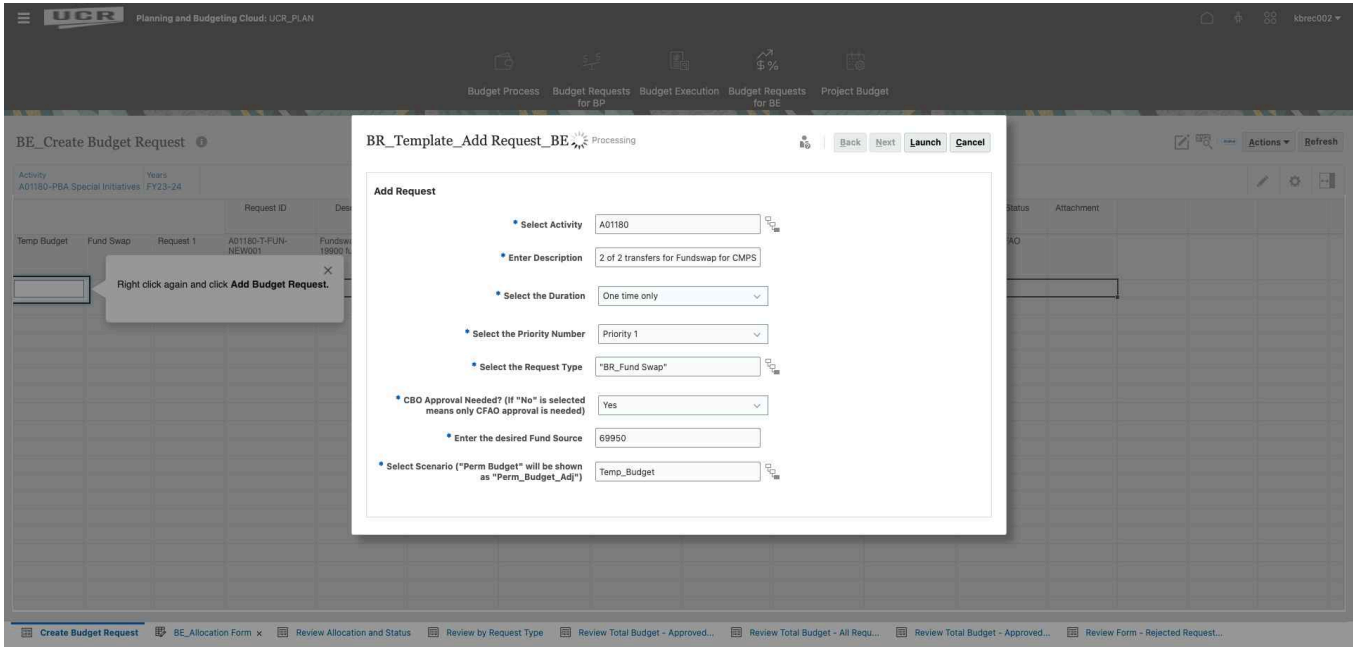 UCR Planning and Budgeting Cloud: UCR_PLAN kbrec002
Budget Process Budget Requests for BP Budget Execution Budget Requests for BE Project Budget
BE_Create Budget Request
Actions Refresh
Activity Years
A01180-PBA Special Initiatives FY23-24
Request ID Status Attachment
Temp Budget Fund Swap Request 1 A01180-T-FUN-
NEW001
19900
Right click again and click Add Budget Request.
BR_Template_Add Request_BE Processing Back Next Launch Cancel
Add Request
* Select Activity A01180
* Enter Description 2 of 2 transfers for Fundswap for CMPS
* Select the Duration One time only
* Select the Priority Number Priority 1
* Select the Request Type "BR_Fund Swap"
* CBO Approval Needed? (If "No" is selected
means only CFAO approval is needed) Yes
* Enter the desired Fund Source 69950
* Select Scenario ("Perm Budget" will be shown
as "Perm_Budget_Adj") Temp_Budget
Create Budget Request BE_Allocation Form x Review Allocation and Status Review by Request Type Review Total Budget - Approved... Review Total Budget - All Requ... Review Total Budget - Approved... Review Form - Rejected Request...